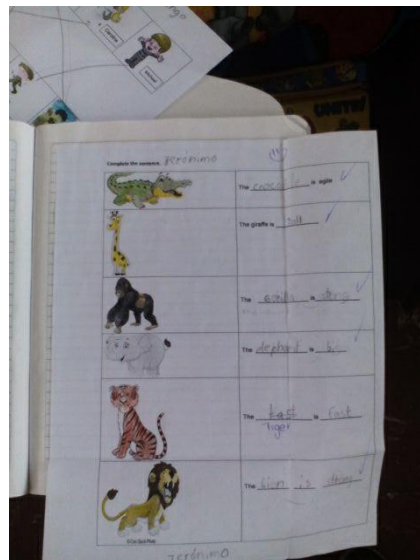 Complete the sentence. Jerónimo
The crocodile is agile
The giraffe is tall
The gorilla is strong
The elephant is big
The fast is fast
Tiger
The Lion is strong
Jerónimo